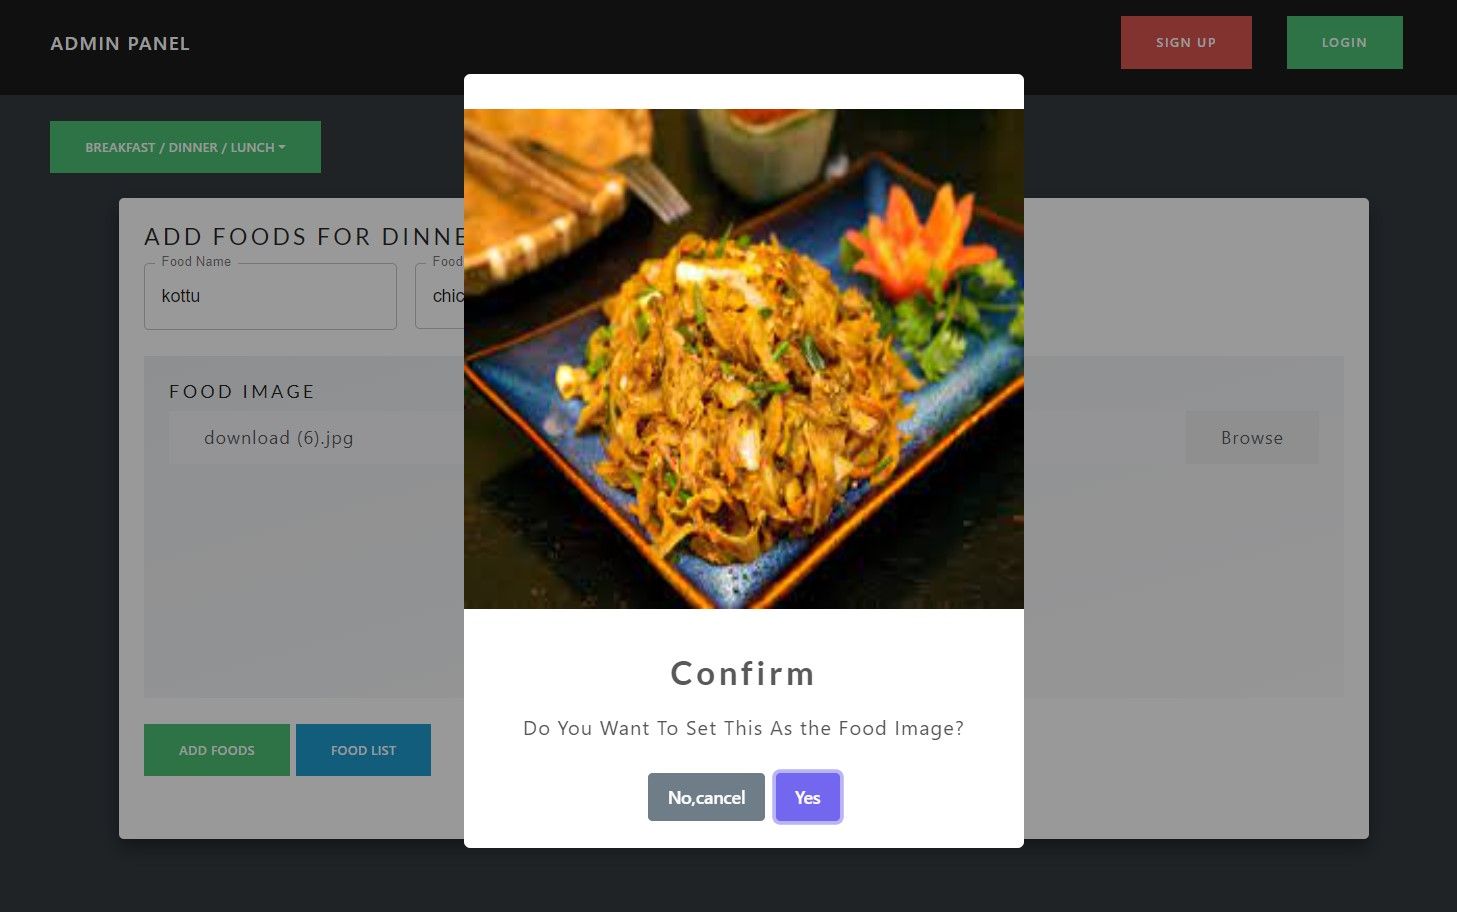 ADMIN PANEL
SIGN UP
LOGIN
BREAKFAST / DINNER / LUNCH
ADD FOODS FOR DINNE
Food Name
Food
kottu
chic
FOOD IMAGE
download (6).jpg
Browse
Confirm
Do You Want To Set This As the Food Image?
No,cancel
Yes
ADD FOODS
FOOD LIST